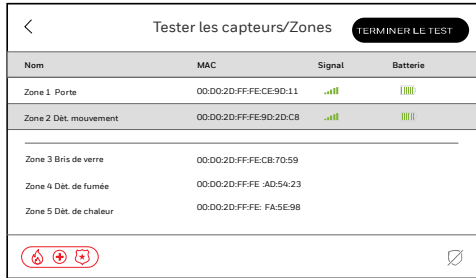 Tester les capteurs/Zones
TERMINER LE TEST
Nom MAC Signal Batterie
Zone 1 Porte 00:D0:2D:FF:FE:CE:9D:11
Zone 2 Dèt. mouvement 00:D0:2D:FF:FE:9D:2D:C8
Zone 3 Bris de verre 00:D0:2D:FF:FE:CB:70:59
Zone 4 Dèt. de fumée 00:D0:2D:FF:FE :AD:54:23
Zone 5 Dèt. de chaleur 00:D0:2D:FF:FE: FA:5E:98